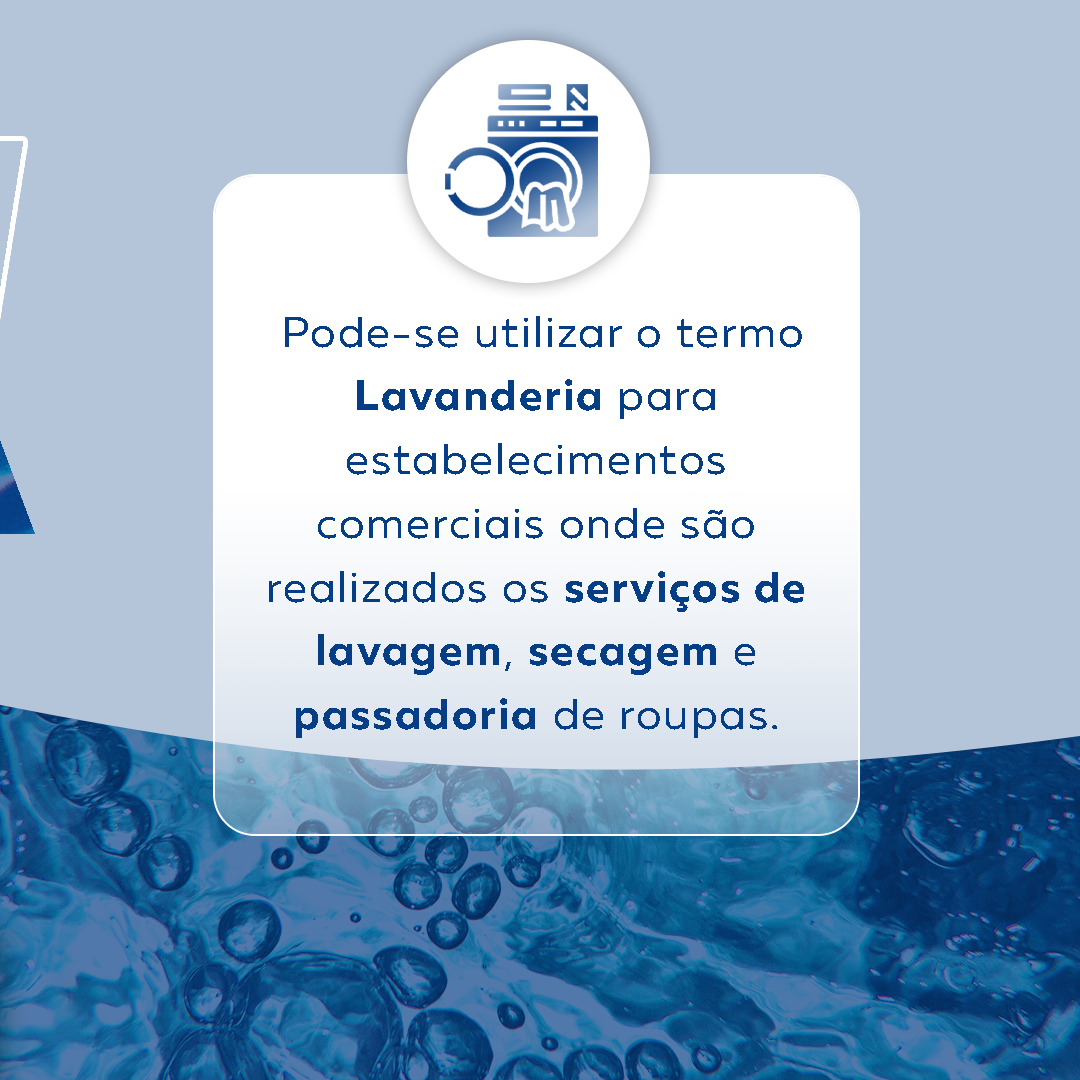 Pode-se utilizar o termo
Lavanderia para
estabelecimentos
comerciais onde são
realizados os serviços de
lavagem, secagem e
passadoria de roupas.